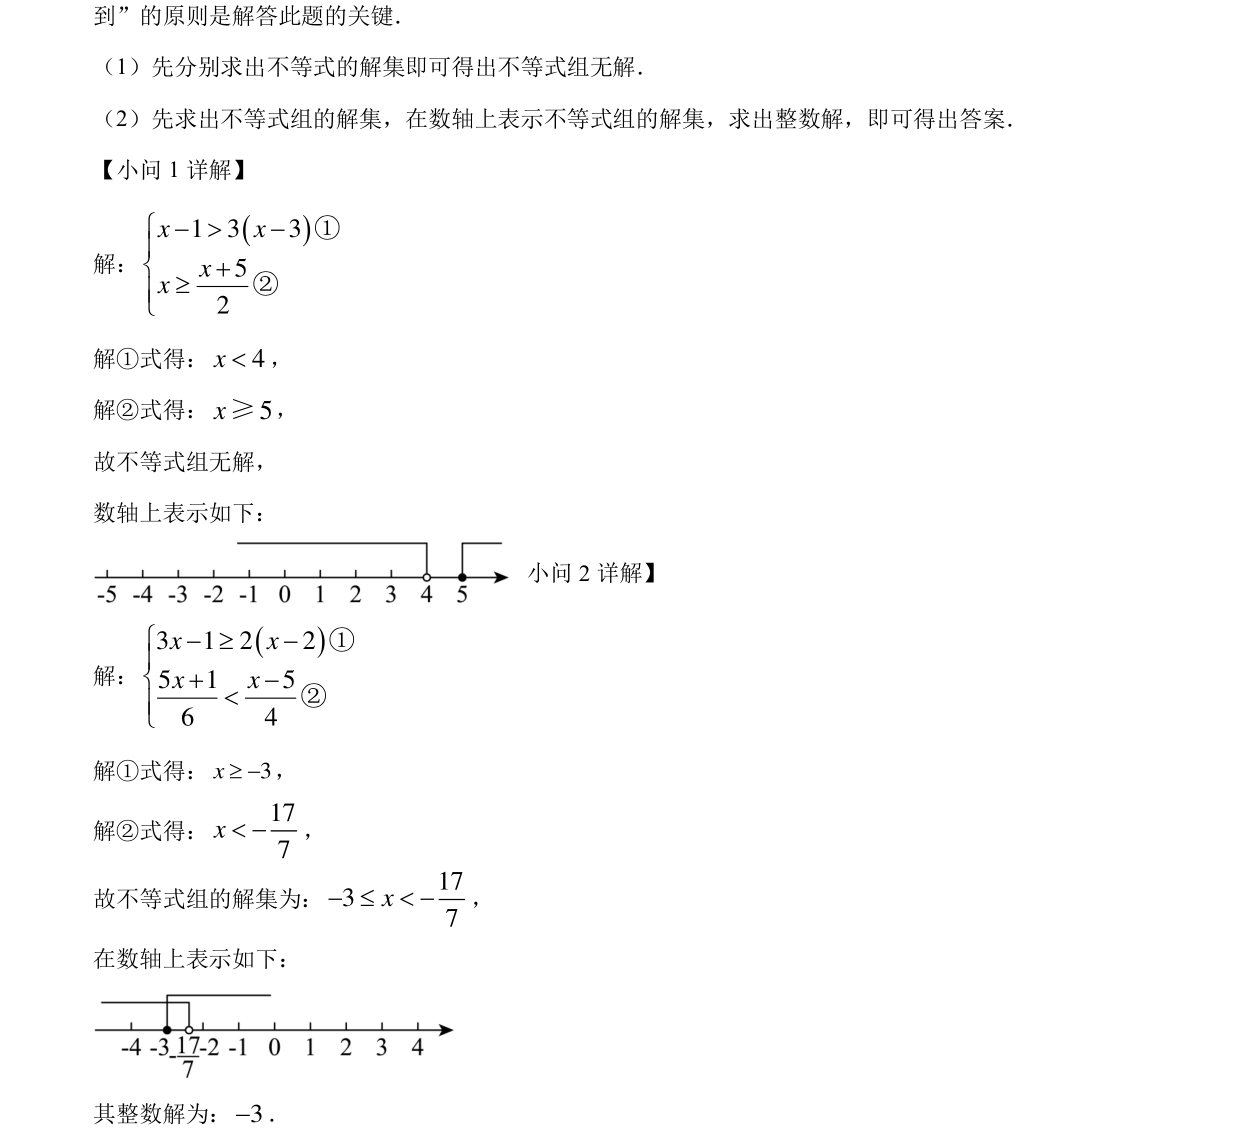 到”的原则是解答此题的关键．
（1）先分别求出不等式的解集即可得出不等式组无解．
（2）先求出不等式组的解集，在数轴上表示不等式组的解集，求出整数解，即可得出答案．
【小问 1 详解】
解：{x−1>3(x−3)①
x≥(x+5)/2②
解①式得：x<4，
解②式得：x⩾5，
故不等式组无解，
数轴上表示如下：
-5 -4 -3 -2 -1 0 1 2 3 4 5 小问 2 详解】
解：{3x−1≥2(x−2)①
(5x+1)/6<(x−5)/4②
解①式得：x≥−3，
解②式得：x<−17/7，
故不等式组的解集为：−3≤x<−17/7，
在数轴上表示如下：
-4 -3 -17/7 -2 -1 0 1 2 3 4
其整数解为：−3．